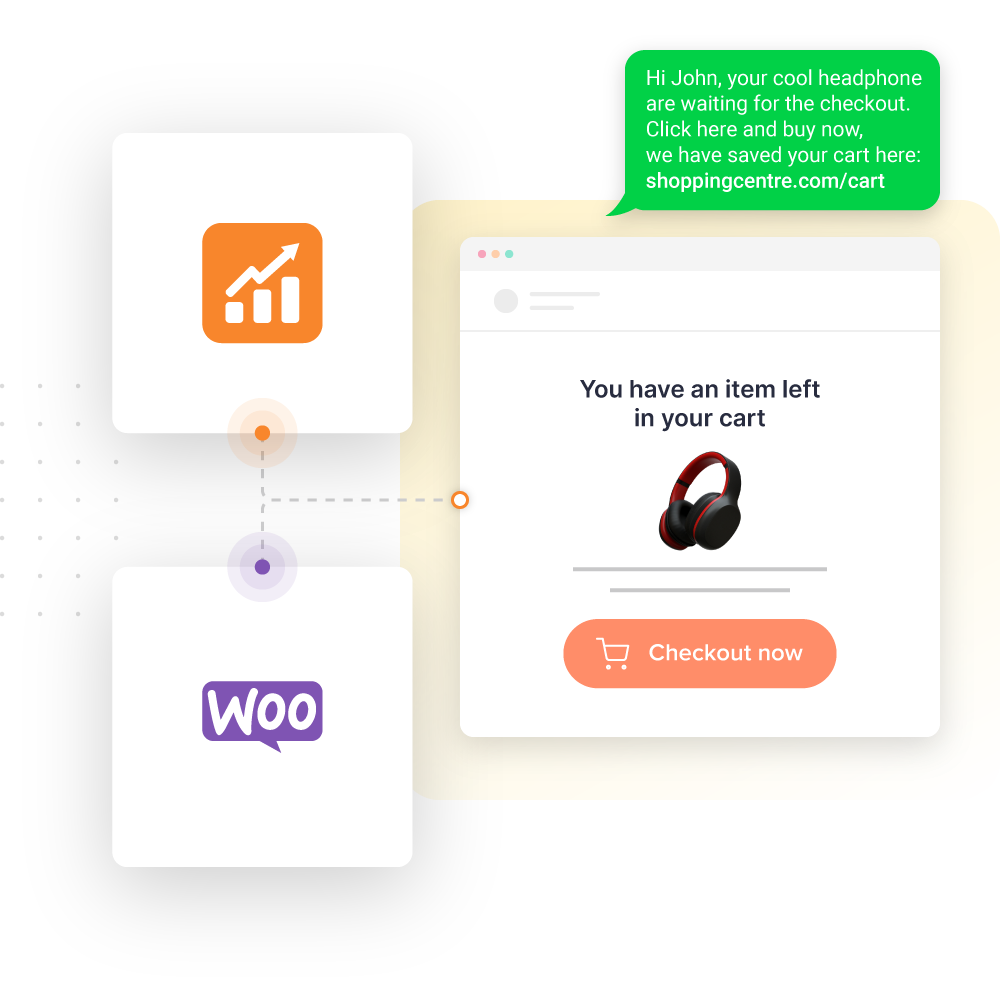 Hi John, your cool headphone
are waiting for the checkout.
Click here and buy now,
we have saved your cart here:
shoppingcentre.com/cart
You have an item left
in your cart
Checkout now
Woo